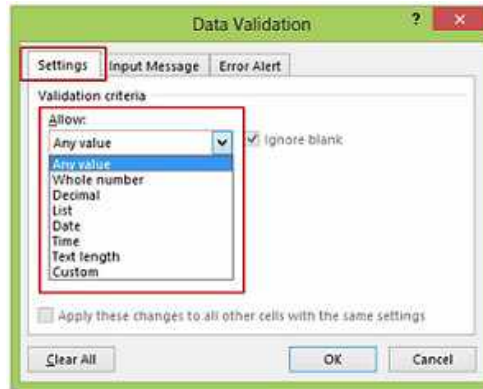 Data Validation
?
Settings Input Message Error Alert
Validation criteria
Allow:
Any value Ignore blank
Any value
Whole number
Decimal
List
Date
Time
Text length
Custom
Apply these changes to all other cells with the same settings
Clear All OK Cancel